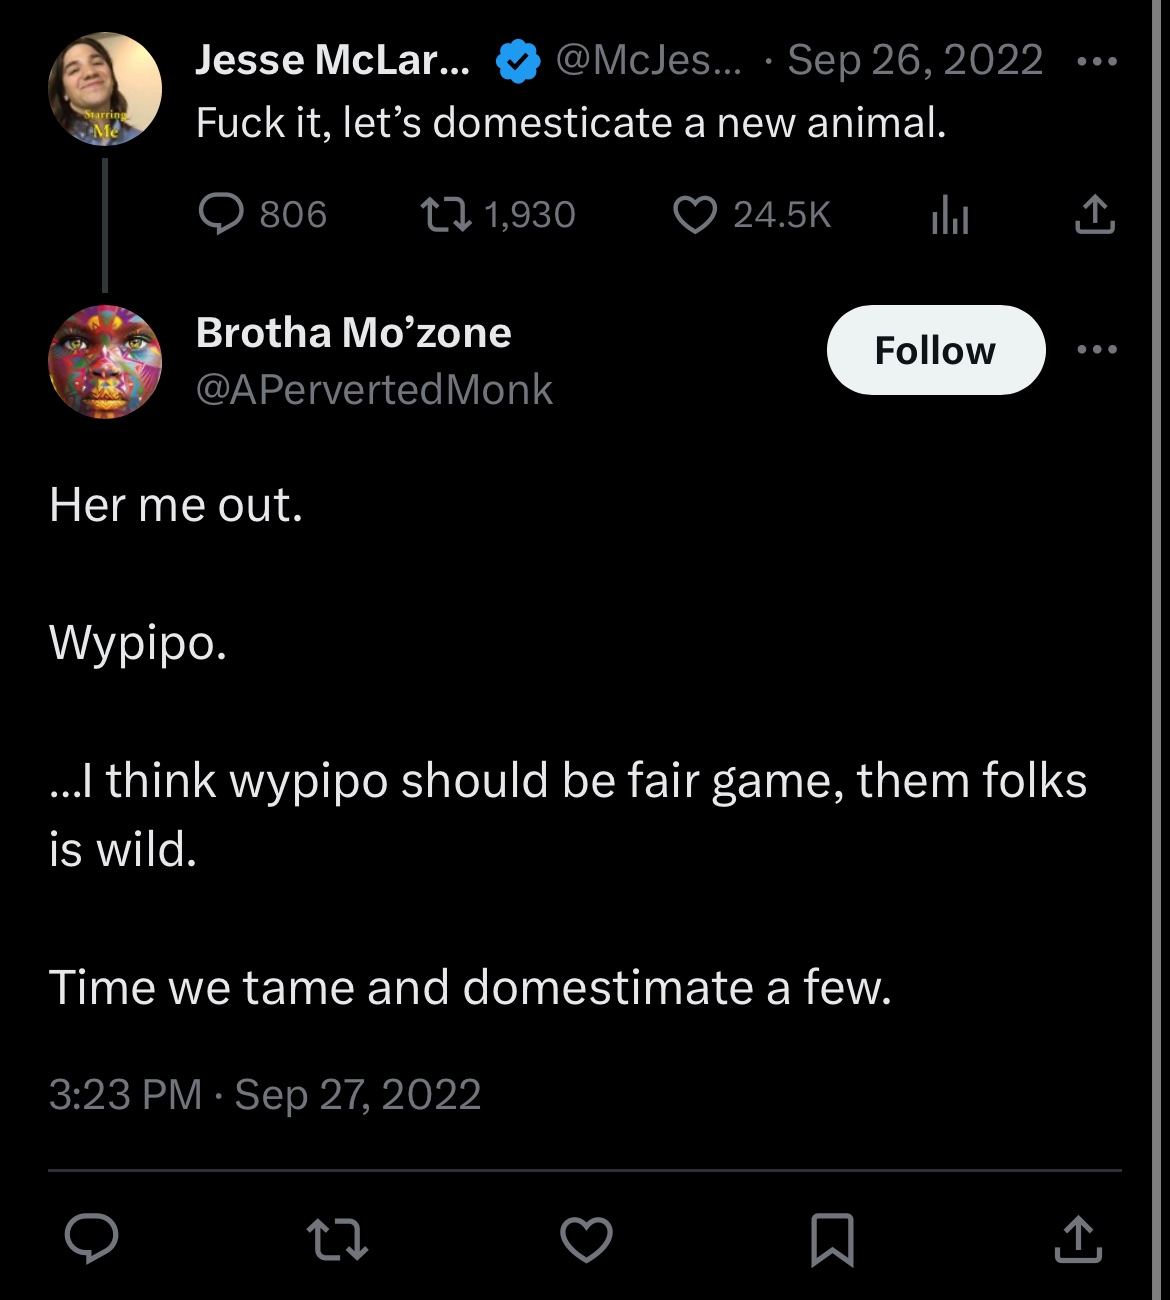 Jesse McLar... @McJes... · Sep 26, 2022
Fuck it, let’s domesticate a new animal.
806 1,930 24.5K
Starring
Me
Brotha Mo’zone
@APervertedMonk
Follow
Her me out.
Wypipo.
...I think wypipo should be fair game, them folks
is wild.
Time we tame and domestimate a few.
3:23 PM · Sep 27, 2022